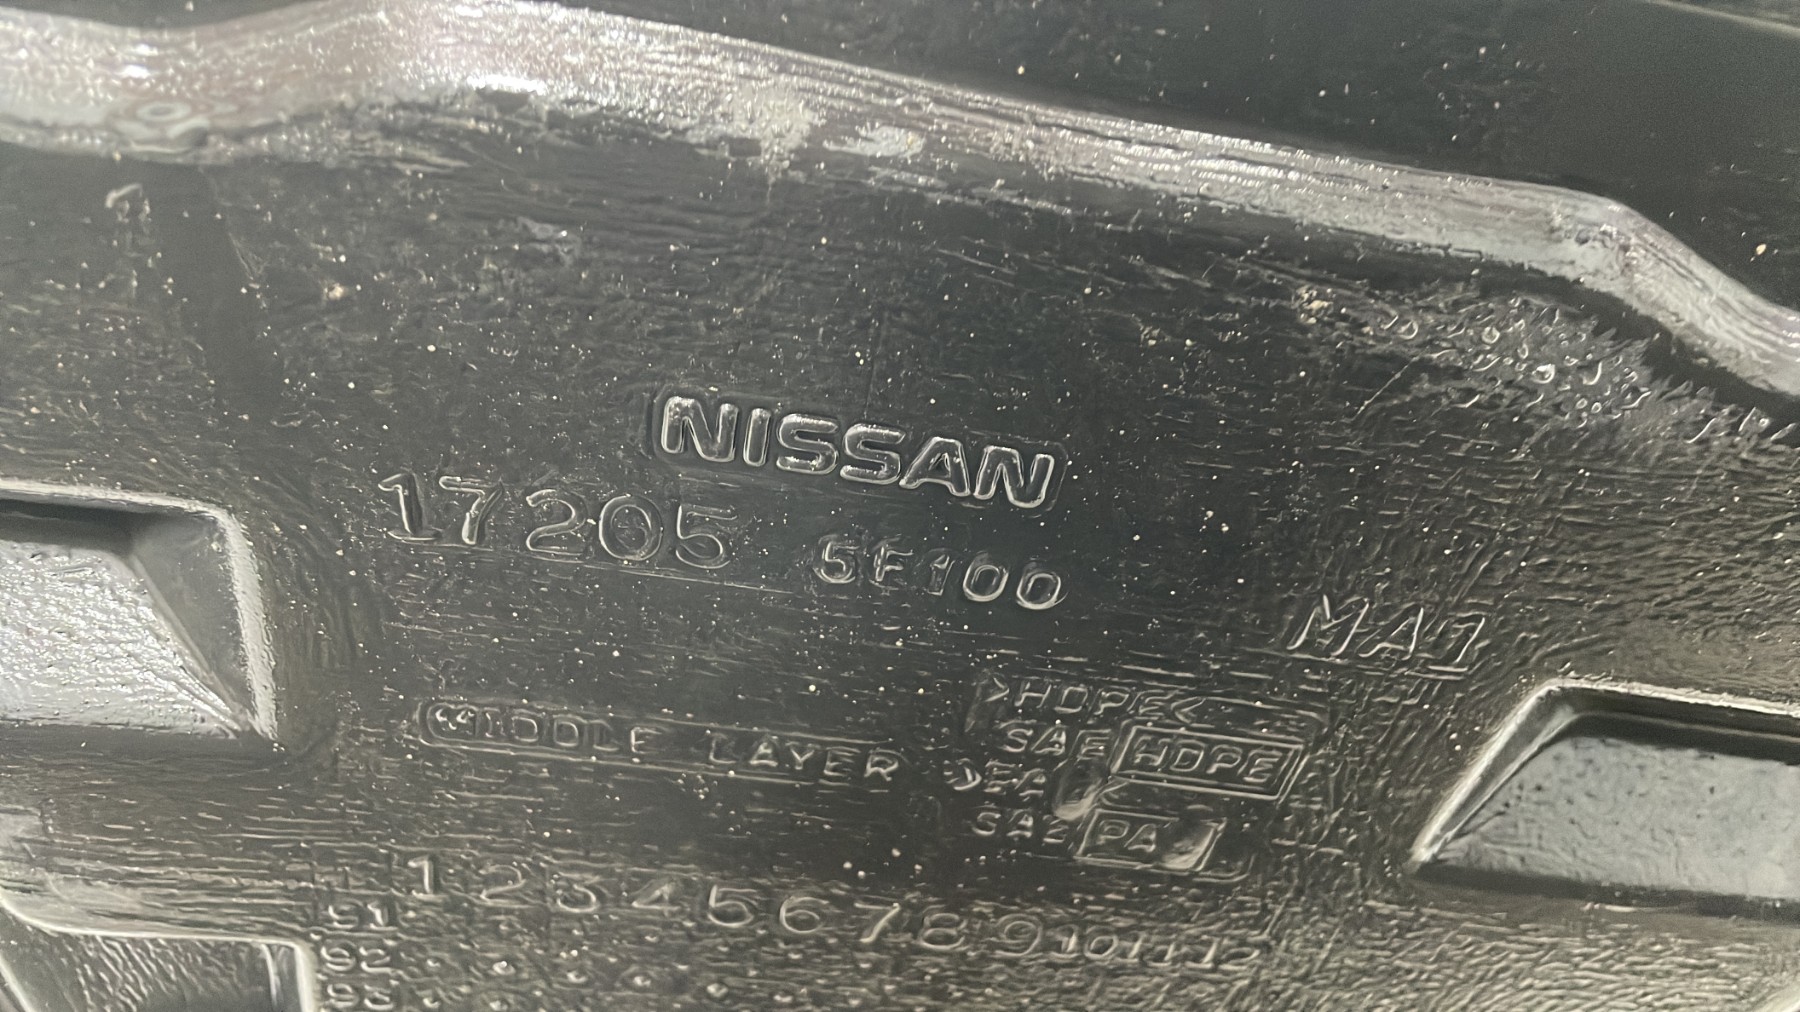 NISSAN
17205 5F100
MA1
MIDDLE LAYER
>HDPE<
SAE HDPE
PA
1 2 3 4 5 6 7 8 9 10 11 12
91
92
93